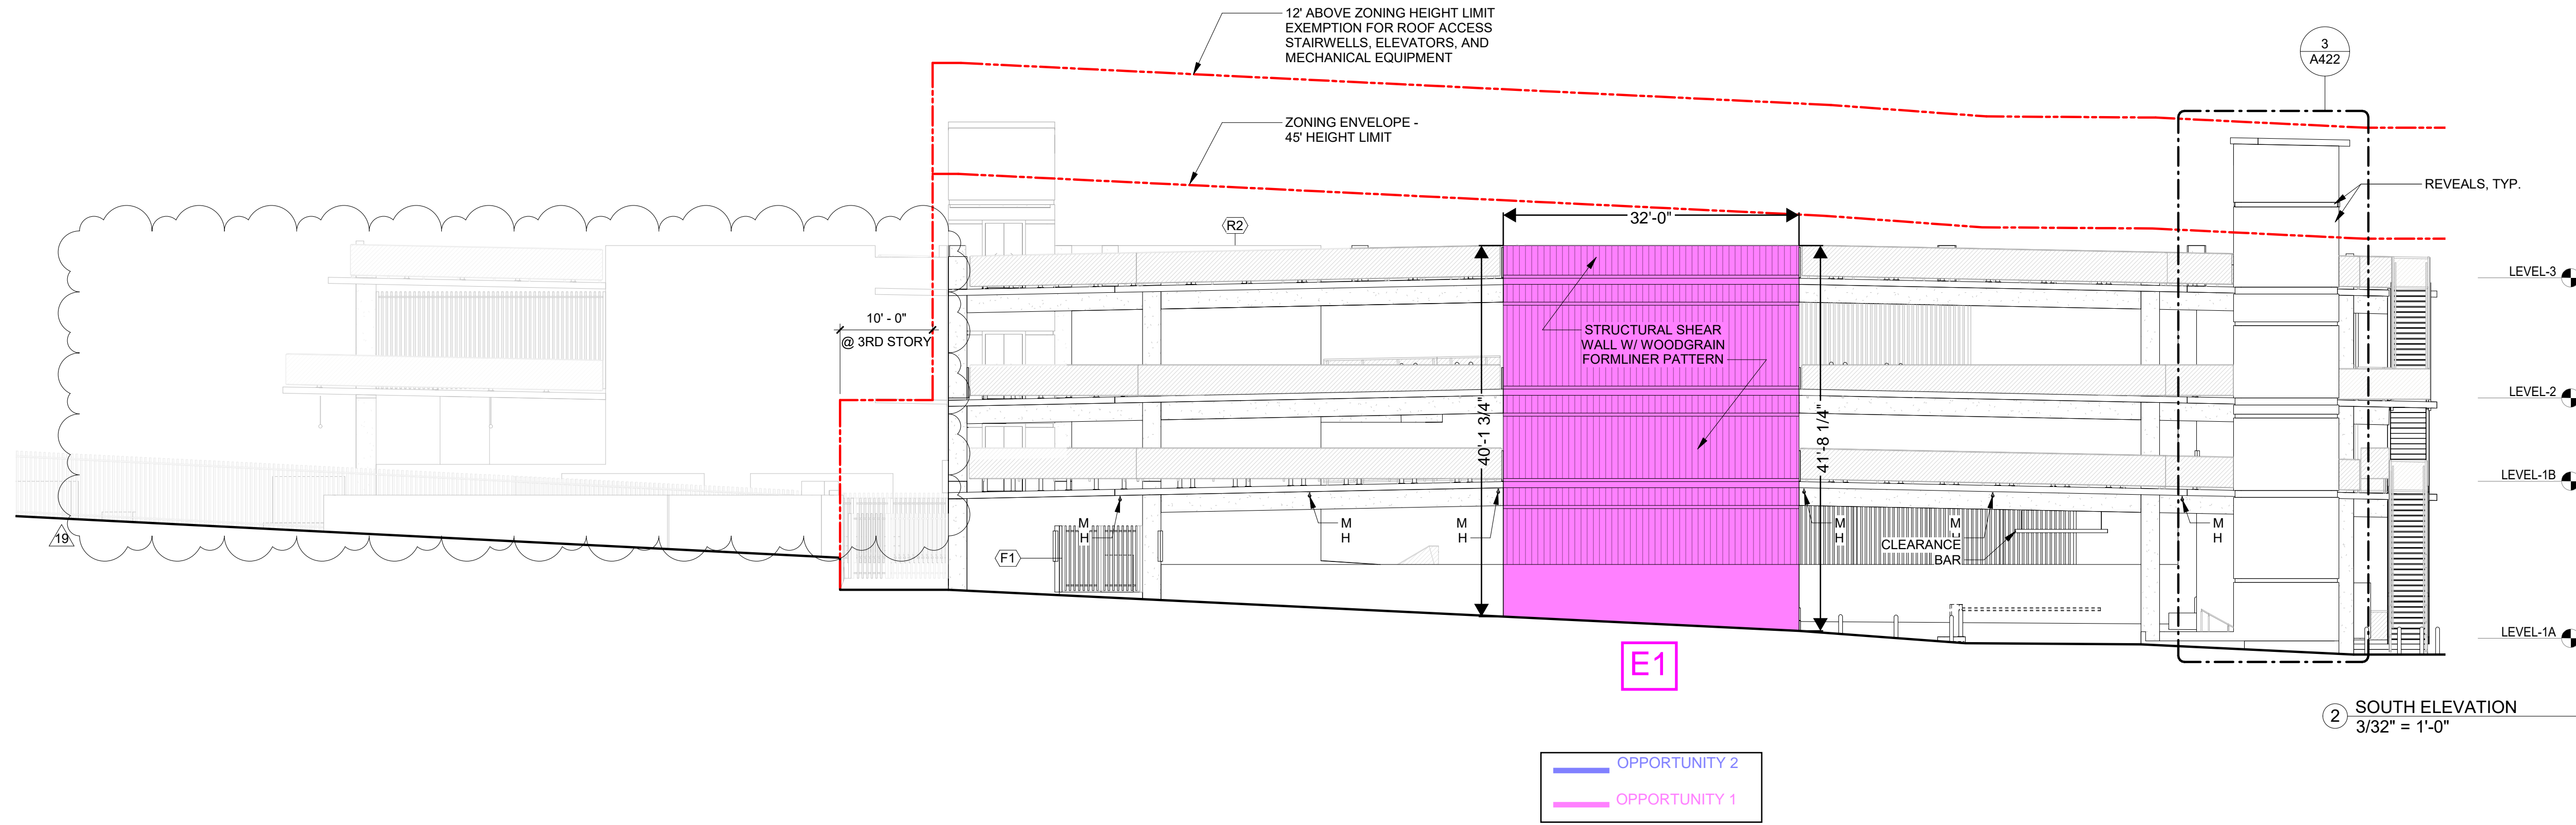 12' ABOVE ZONING HEIGHT LIMIT
EXEMPTION FOR ROOF ACCESS
STAIRWELLS, ELEVATORS, AND
MECHANICAL EQUIPMENT
3
A422
ZONING ENVELOPE -
45' HEIGHT LIMIT
REVEALS, TYP.
R2
32'-0"
LEVEL-3
10' - 0"
@ 3RD STORY
STRUCTURAL SHEAR
WALL W/ WOODGRAIN
FORMLINER PATTERN
LEVEL-2
40'-1 3/4"
41'-8 1/4"
LEVEL-1B
19
M
H
M
H
M
H
M
H
M
H
M
H
CLEARANCE
BAR
F1
LEVEL-1A
E1
2
SOUTH ELEVATION
3/32" = 1'-0"
OPPORTUNITY 2
OPPORTUNITY 1